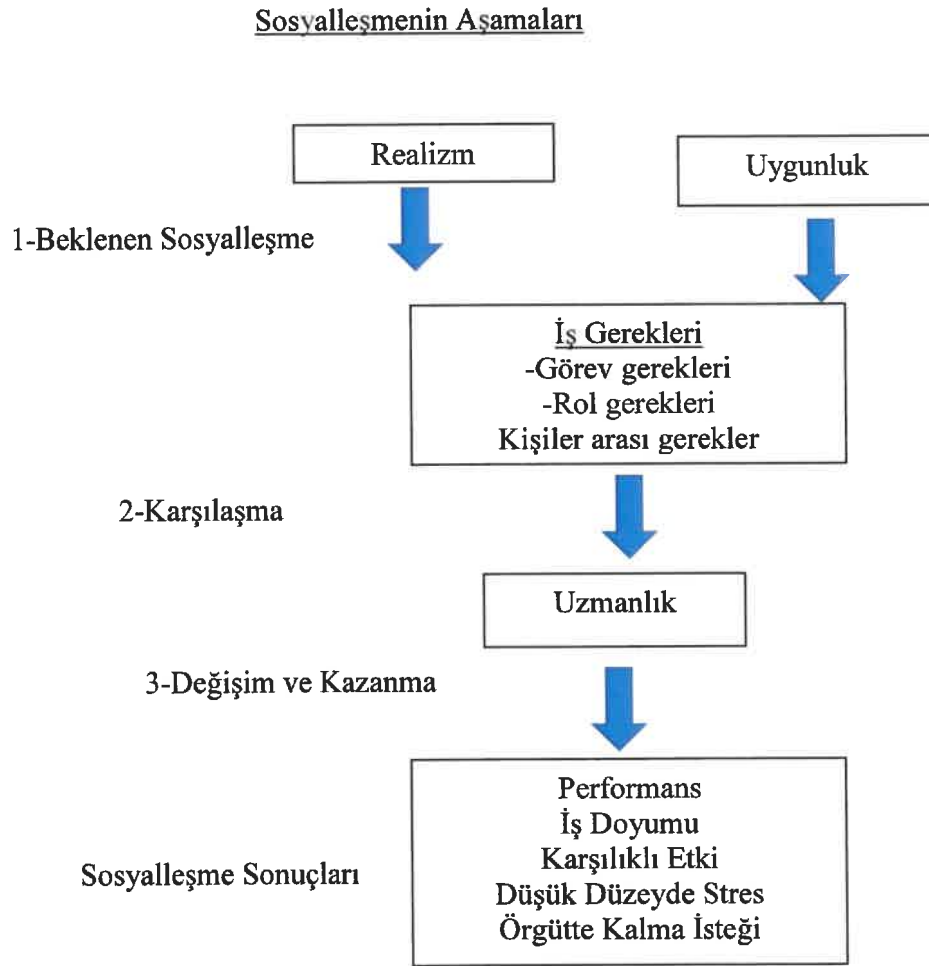 Sosyalleşmenin Aşamaları
Realizm
Uygunluk
1-Beklenen Sosyalleşme
İş Gerekleri
-Görev gerekleri
-Rol gerekleri
Kişiler arası gerekler
2-Karşılaşma
Uzmanlık
3-Değişim ve Kazanma
Performans
İş Doyumu
Karşılıklı Etki
Düşük Düzeyde Stres
Örgütte Kalma İsteği
Sosyalleşme Sonuçları